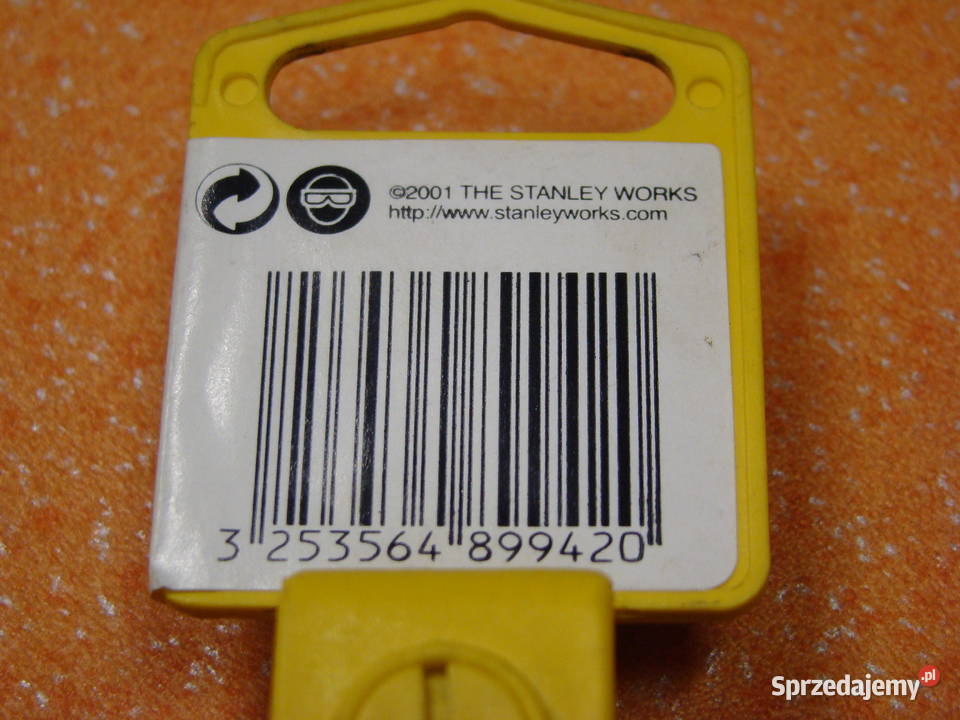 ©2001 THE STANLEY WORKS
http://www.stanleyworks.com
3 253564 899420
Sprzedajemy.pl